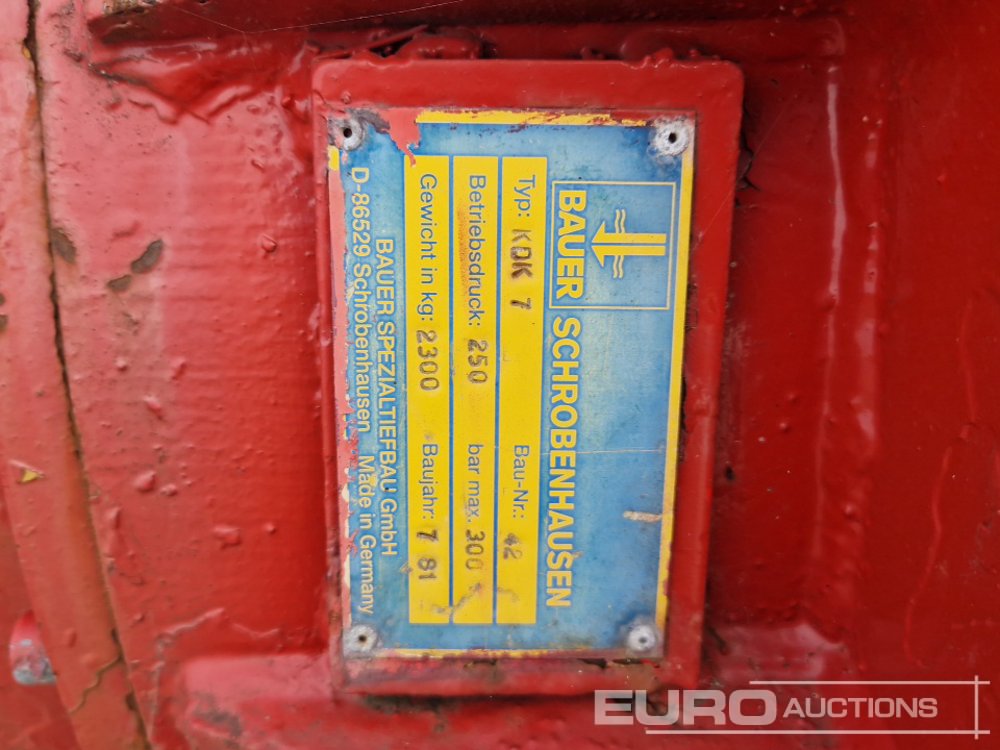 BAUER SCHROBENHAUSEN
Typ: KDK 7 Bau-Nr.: 42
Betriebsdruck: 250 bar max. 300
Gewicht in kg: 2300 Baujahr: 7 81
BAUER SPEZIALTIEFBAU GmbH
D-86529 Schrobenhausen Made in Germany
EURO AUCTIONS